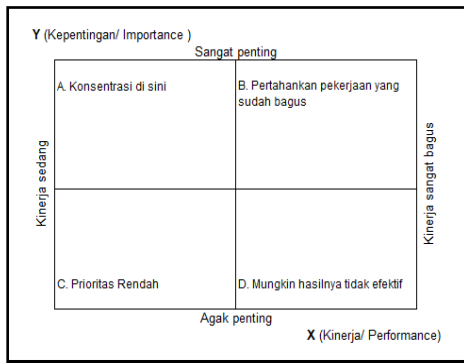 Y (Kepentingan/ Importance )
Sangat penting
A. Konsentrasi di sini
B. Pertahankan pekerjaan yang
sudah bagus
Kinerja sedang
Kinerja sangat bagus
C. Prioritas Rendah
D. Mungkin hasilnya tidak efektif
Agak penting
X (Kinerja/ Performance)